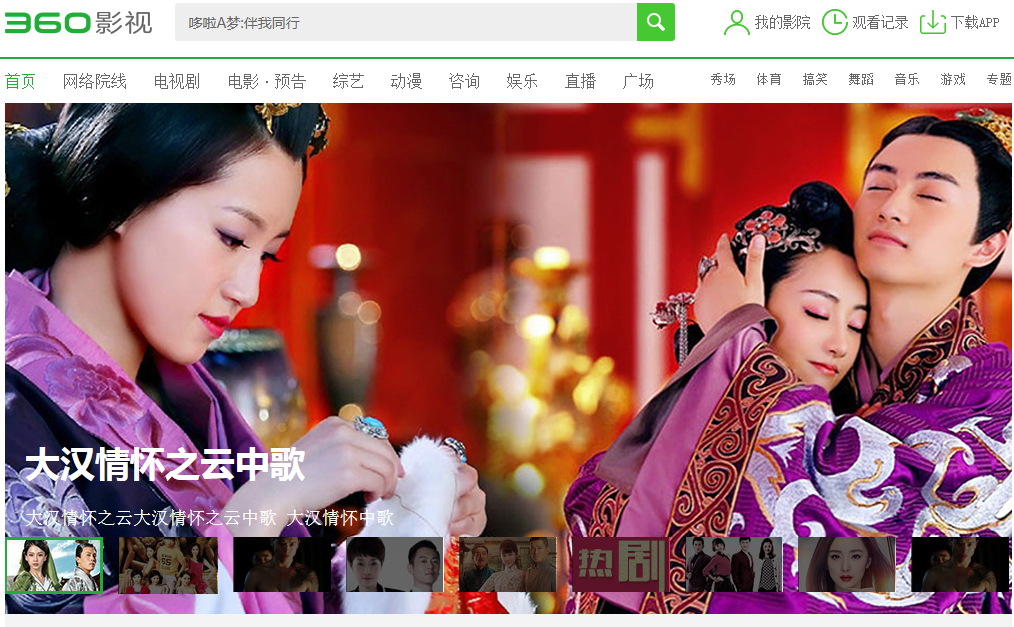 360影视
哆啦A梦:伴我同行
我的影院 观看记录 下载APP
首页 网络院线 电视剧 电影·预告 综艺 动漫 咨询 娱乐 直播 广场 秀场 体育 搞笑 舞蹈 音乐 游戏 专题
大汉情怀之云中歌
大汉情怀之云大汉情怀之云中歌 大汉情怀中歌
热剧